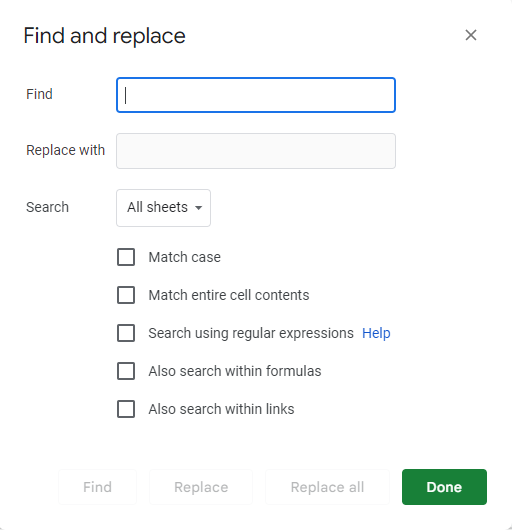 Find and replace
Find
Replace with
Search All sheets
Match case
Match entire cell contents
Search using regular expressions Help
Also search within formulas
Also search within links
Find Replace Replace all Done